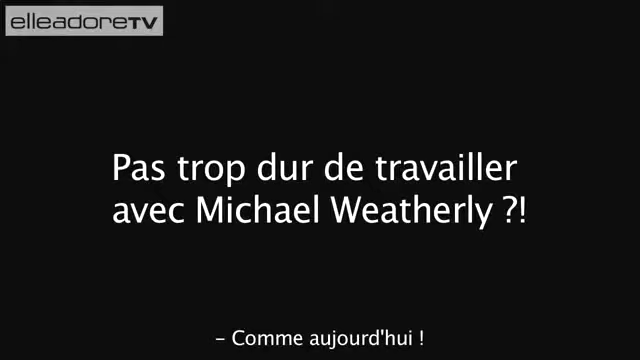 elleadoreTV
Pas trop dur de travailler
avec Michael Weatherly ?!
- Comme aujourd'hui !